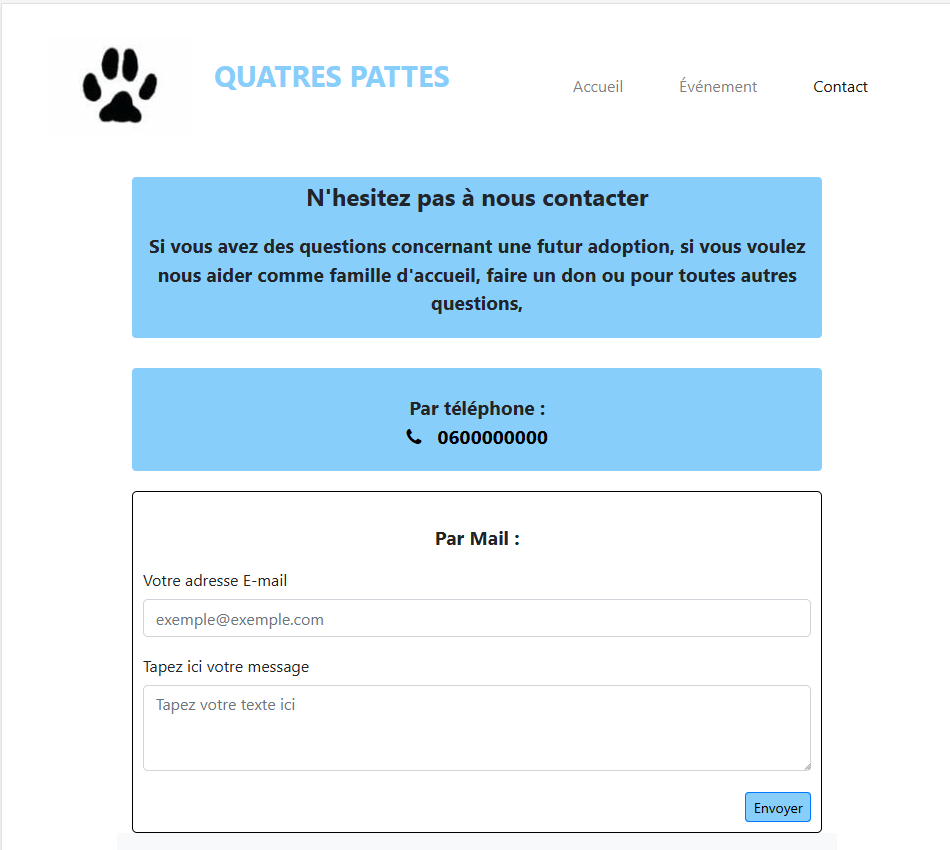 QUATRES PATTES
Accueil Événement Contact
N'hesitez pas à nous contacter
Si vous avez des questions concernant une futur adoption, si vous voulez
nous aider comme famille d'accueil, faire un don ou pour toutes autres
questions,
Par téléphone :
0600000000
Par Mail :
Votre adresse E-mail
exemple@exemple.com
Tapez ici votre message
Tapez votre texte ici
Envoyer